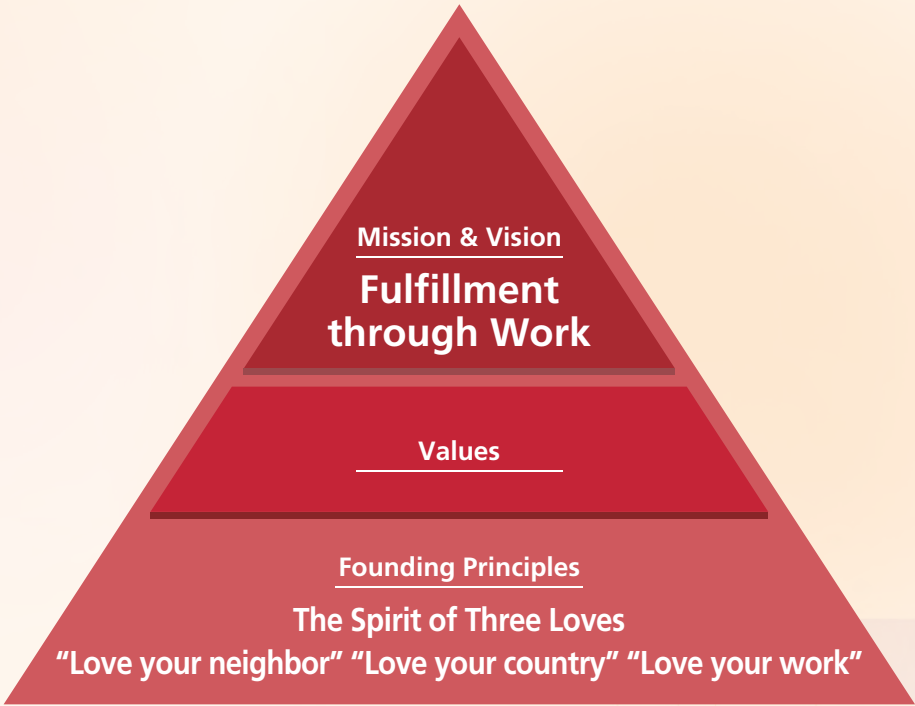 Mission & Vision
Fulfillment
through Work
Values
Founding Principles
The Spirit of Three Loves
“Love your neighbor” “Love your country” “Love your work”